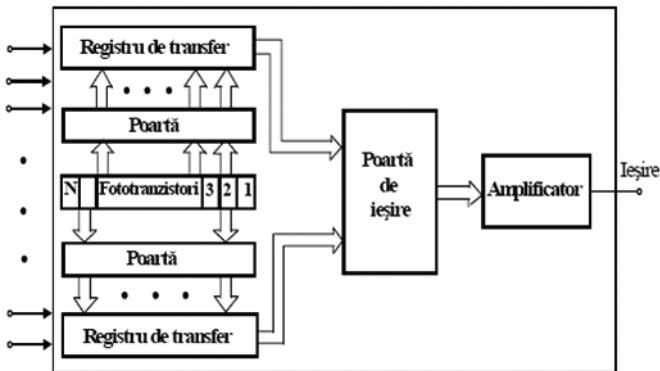 Registru de transfer
Poartă
N Fototranzistori 3 2 1
Poartă
Registru de transfer
Poartă
de
ieșire
Amplificator
Ieșire